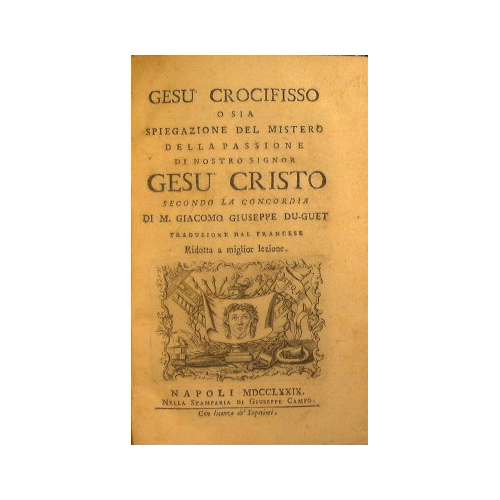 GESU' CROCIFISSO
O SIA
SPIEGAZIONE DEL MISTERO
DELLA PASSIONE
DI NOSTRO SIGNOR
GESU' CRISTO
SECONDO LA CONCORDIA
DI M. GIACOMO GIUSEPPE DU-GUET
TRADUZIONE DAL FRANCESE
Ridotta a miglior lezione.
NAPOLI MDCCLXXIX.
NELLA STAMPARIA DI GIUSEPPE CAMPO.
Con licenza de' Superiori.